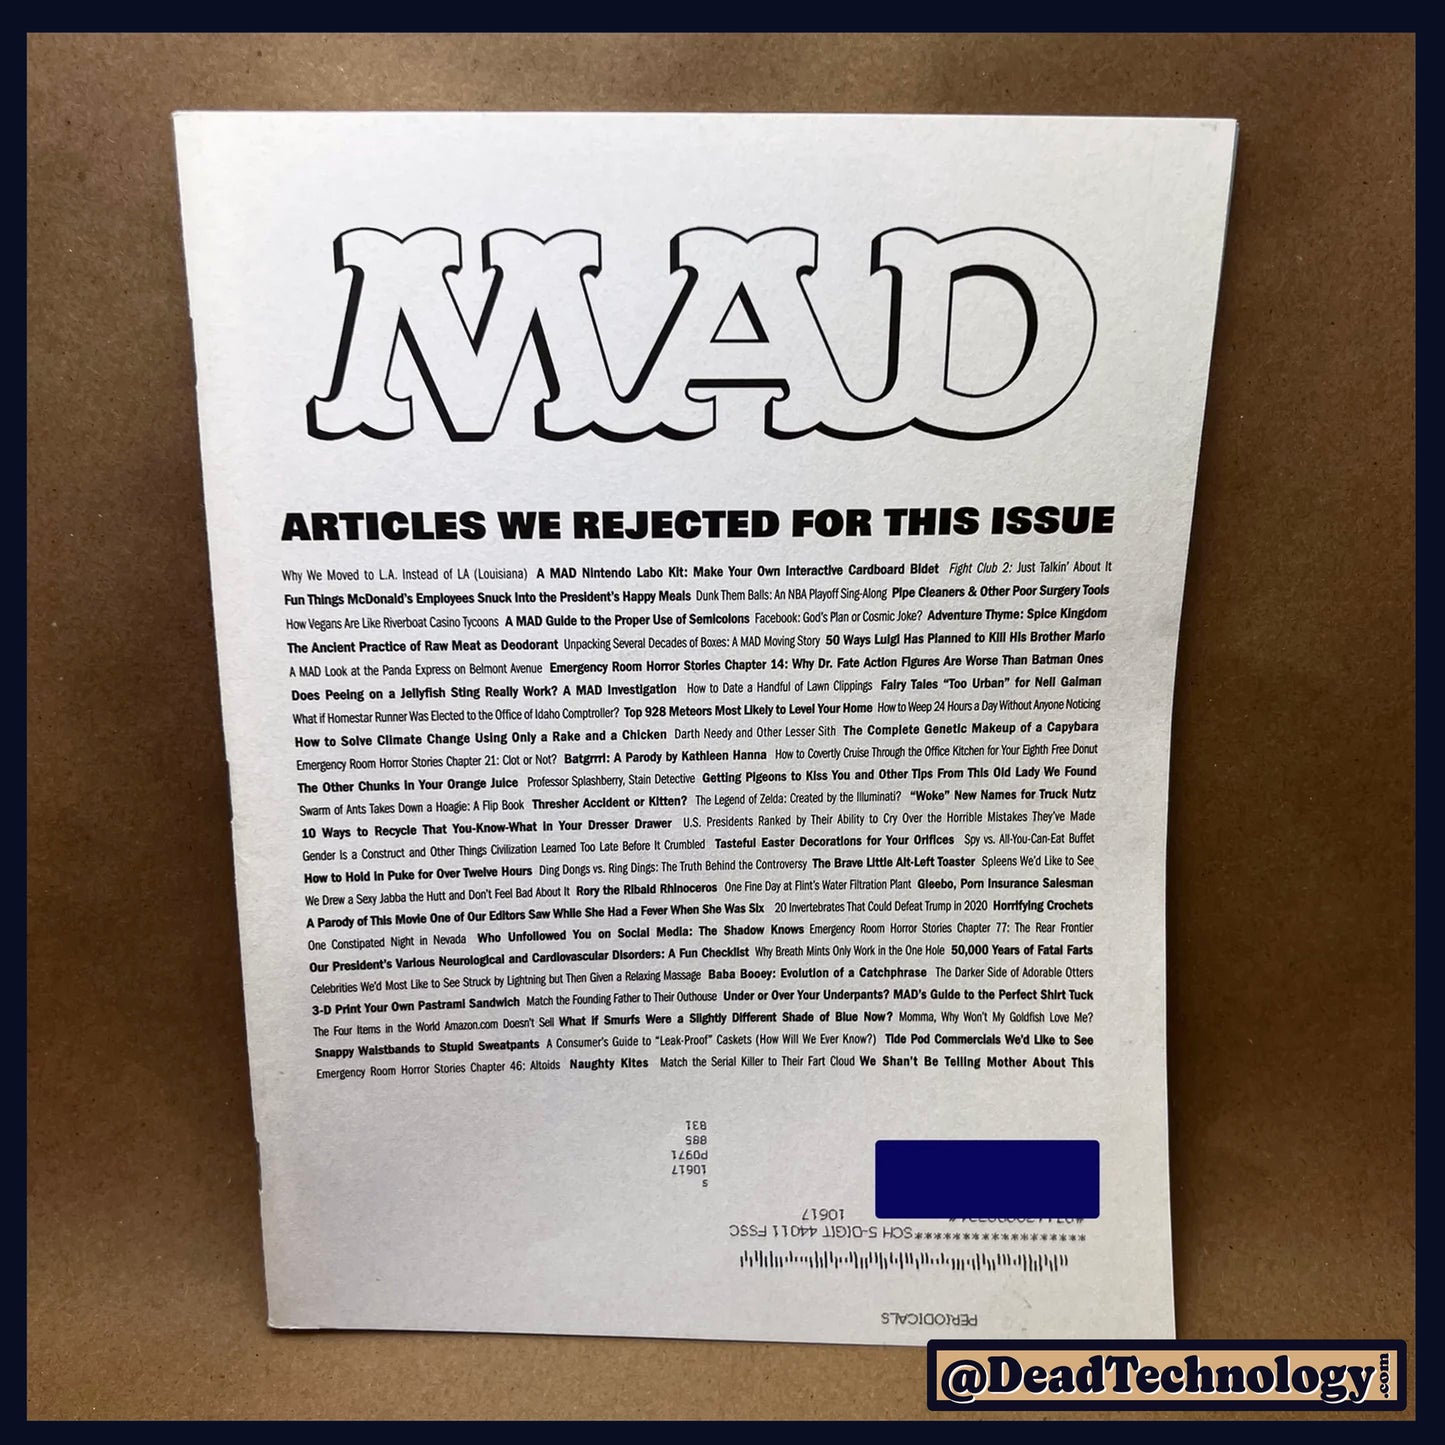 MAD
ARTICLES WE REJECTED FOR THIS ISSUE
Why We Moved to L.A. Instead of LA (Louisiana) A MAD Nintendo Labo Kit: Make Your Own Interactive Cardboard Bidet Fight Club 2: Just Talkin' About It
Fun Things McDonald's Employees Snuck Into the President's Happy Meals Dunk Them Balls: An NBA Playoff Sing-Along Pipe Cleaners & Other Poor Surgery Tools
How Vegans Are Like Riverboat Casino Tycoons A MAD Guide to the Proper Use of Semicolons Facebook: God's Plan or Cosmic Joke? Adventure Thyme: Spice Kingdom
The Ancient Practice of Raw Meat as Deodorant Unpacking Several Decades of Boxes: A MAD Moving Story 50 Ways Luigi Has Planned to Kill His Brother Mario
A MAD Look at the Panda Express on Belmont Avenue Emergency Room Horror Stories Chapter 14: Why Dr. Fate Action Figures Are Worse Than Batman Ones
Does Peeing on a Jellyfish Sting Really Work? A MAD Investigation How to Date a Handful of Lawn Clippings Fairy Tales "Too Urban" for Neil Gaiman
What if Homestar Runner Was Elected to the Office of Idaho Comptroller? Top 928 Meteors Most Likely to Level Your Home How to Weep 24 Hours a Day Without Anyone Noticing
How to Solve Climate Change Using Only a Rake and a Chicken Darth Needy and Other Lesser Sith The Complete Genetic Makeup of a Capybara
Emergency Room Horror Stories Chapter 21: Clot or Not? Batgrrrl: A Parody by Kathleen Hanna How to Covertly Cruise Through the Office Kitchen for Your Eighth Free Donut
The Other Chunks in Your Orange Juice Professor Splashberry, Stain Detective Getting Pigeons to Kiss You and Other Tips From This Old Lady We Found
Swarm of Ants Takes Down a Hoagie: A Flip Book Thresher Accident or Kitten? The Legend of Zelda: Created by the Illuminati? "Woke" New Names for Truck Nutz
10 Ways to Recycle That You-Know-What in Your Dresser Drawer U.S. Presidents Ranked by Their Ability to Cry Over the Horrible Mistakes They've Made
Gender Is a Construct and Other Things Civilization Learned Too Late Before It Crumbled Tasteful Easter Decorations for Your Orifices Spy vs. All-You-Can-Eat Buffet
How to Hold in Puke for Over Twelve Hours Ding Dongs vs. Ring Dings: The Truth Behind the Controversy The Brave Little Alt-Left Toaster Spleens We'd Like to See
We Drew a Sexy Jabba the Hutt and Don't Feel Bad About It Rory the Ribald Rhinoceros One Fine Day at Flint's Water Filtration Plant Gleebo, Porn Insurance Salesman
A Parody of This Movie One of Our Editors Saw While She Had a Fever When She Was Six 20 Invertebrates That Could Defeat Trump in 2020 Horrifying Crochets
One Constipated Night in Nevada Who Unfollowed You on Social Media: The Shadow Knows Emergency Room Horror Stories Chapter 77: The Rear Frontier
Our President's Various Neurological and Cardiovascular Disorders: A Fun Checklist Why Breath Mints Only Work in the One Hole 50,000 Years of Fatal Farts
Celebrities We'd Most Like to See Struck by Lightning but Then Given a Relaxing Massage Baba Booey: Evolution of a Catchphrase The Darker Side of Adorable Otters
3-D Print Your Own Pastrami Sandwich Match the Founding Father to Their Outhouse Under or Over Your Underpants? MAD's Guide to the Perfect Shirt Tuck
The Four Items in the World Amazon.com Doesn't Sell What if Smurfs Were a Slightly Different Shade of Blue Now? Momma, Why Won't My Goldfish Love Me?
Snappy Waistbands to Stupid Sweatpants A Consumer's Guide to "Leak-Proof" Caskets (How Will We Ever Know?) Tide Pod Commercials We'd Like to See
Emergency Room Horror Stories Chapter 46: Altoids Naughty Kites Match the Serial Killer to Their Fart Cloud We Shan't Be Telling Mother About This
831
885
P0971
10617
S
10617
*******************SCH 5-DIGIT 44011 FSSC
PERIODICALS
@DeadTechnology.com